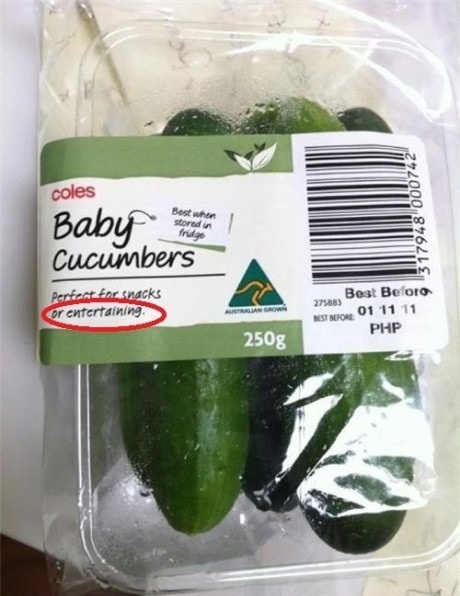 coles
Baby
Cucumbers
Best when
stored in
fridge
Perfect for snacks
or entertaining.
AUSTRALIAN GROWN
250g
9 317948 000742
275883 Best Before
BEST BEFORE: 01 11 11
PHP